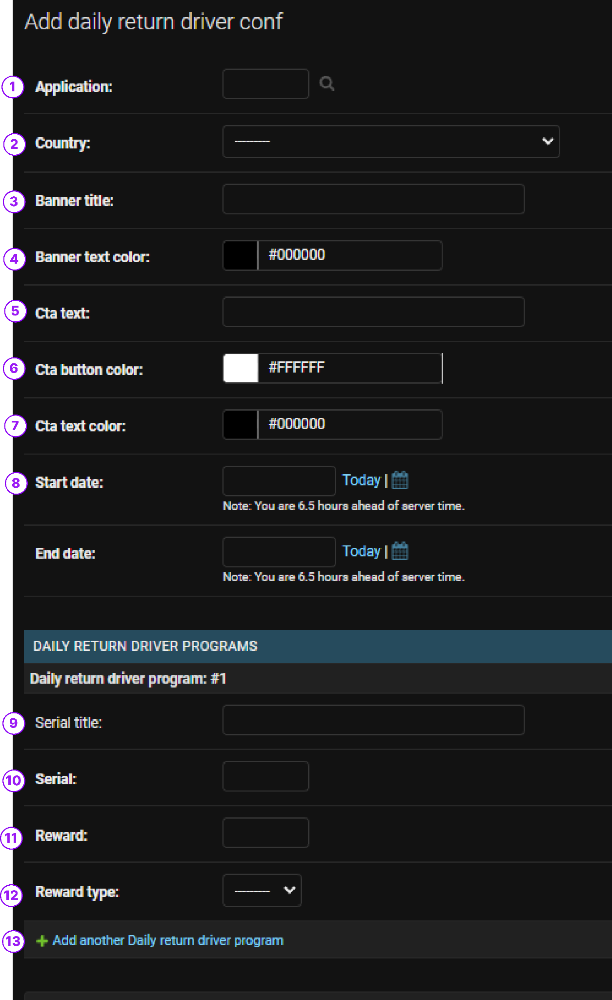 Add daily return driver conf
1 Application:
2 Country: ---------
3 Banner title:
4 Banner text color: #000000
5 Cta text:
6 Cta button color: #FFFFFF
7 Cta text color: #000000
8 Start date: Today |
Note: You are 6.5 hours ahead of server time.
End date: Today |
Note: You are 6.5 hours ahead of server time.
DAILY RETURN DRIVER PROGRAMS
Daily return driver program: #1
9 Serial title:
10 Serial:
11 Reward:
12 Reward type: ---------
13 Add another Daily return driver program